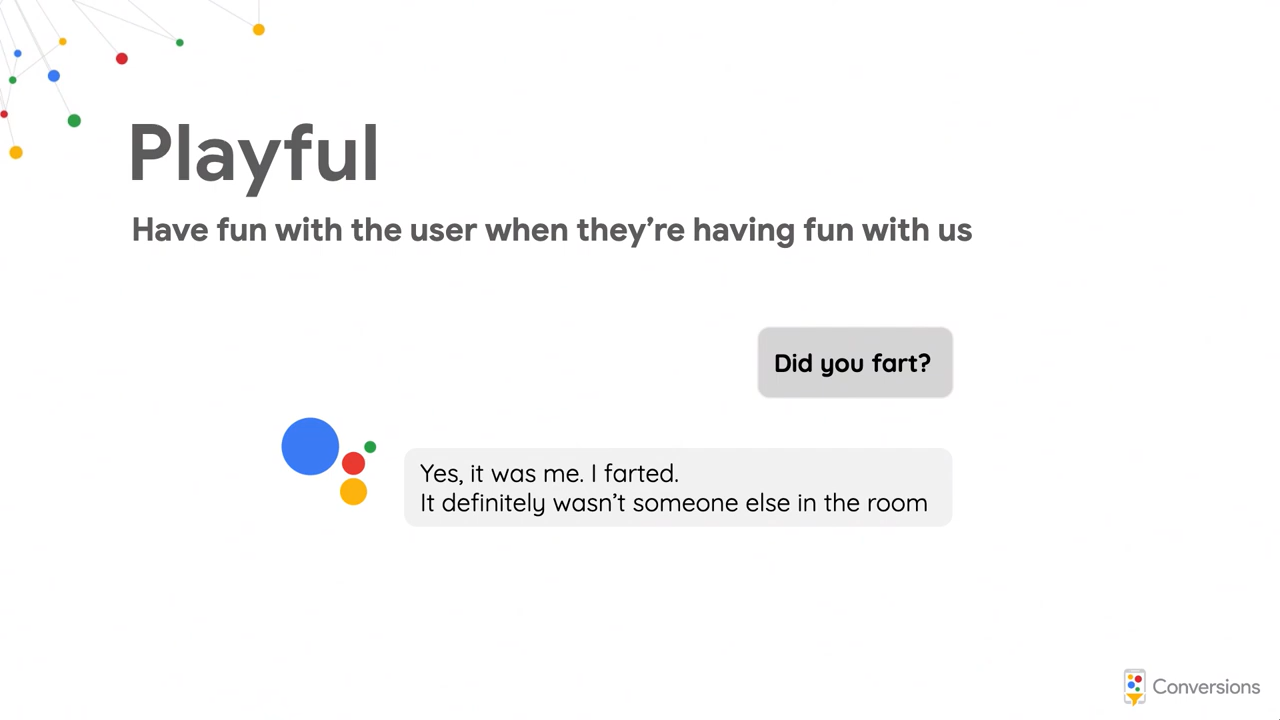 Playful
Have fun with the user when they’re having fun with us
Did you fart?
Yes, it was me. I farted.
It definitely wasn’t someone else in the room
Conversions